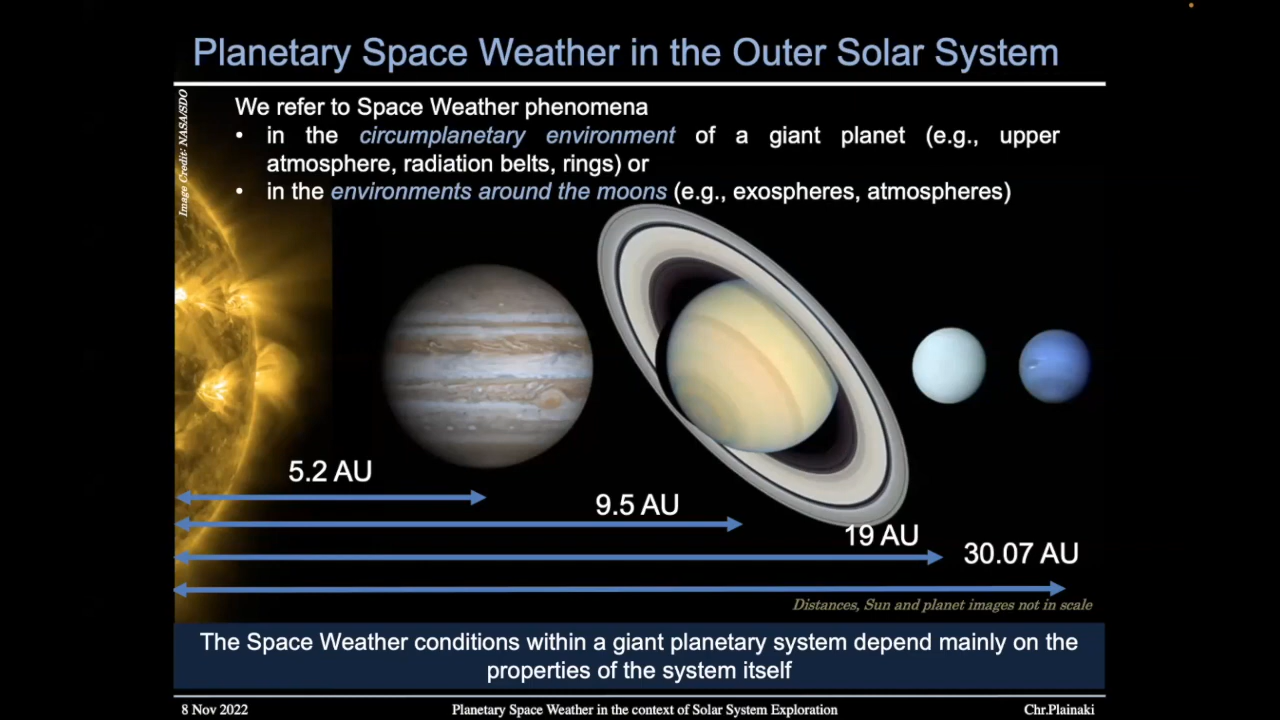 Planetary Space Weather in the Outer Solar System
Image Credit: NASA/SDO
We refer to Space Weather phenomena
• in the circumplanetary environment of a giant planet (e.g., upper
atmosphere, radiation belts, rings) or
• in the environments around the moons (e.g., exospheres, atmospheres)
5.2 AU
9.5 AU
19 AU
30.07 AU
Distances, Sun and planet images not in scale
The Space Weather conditions within a giant planetary system depend mainly on the
properties of the system itself
8 Nov 2022
Planetary Space Weather in the context of Solar System Exploration
Chr.Plainaki